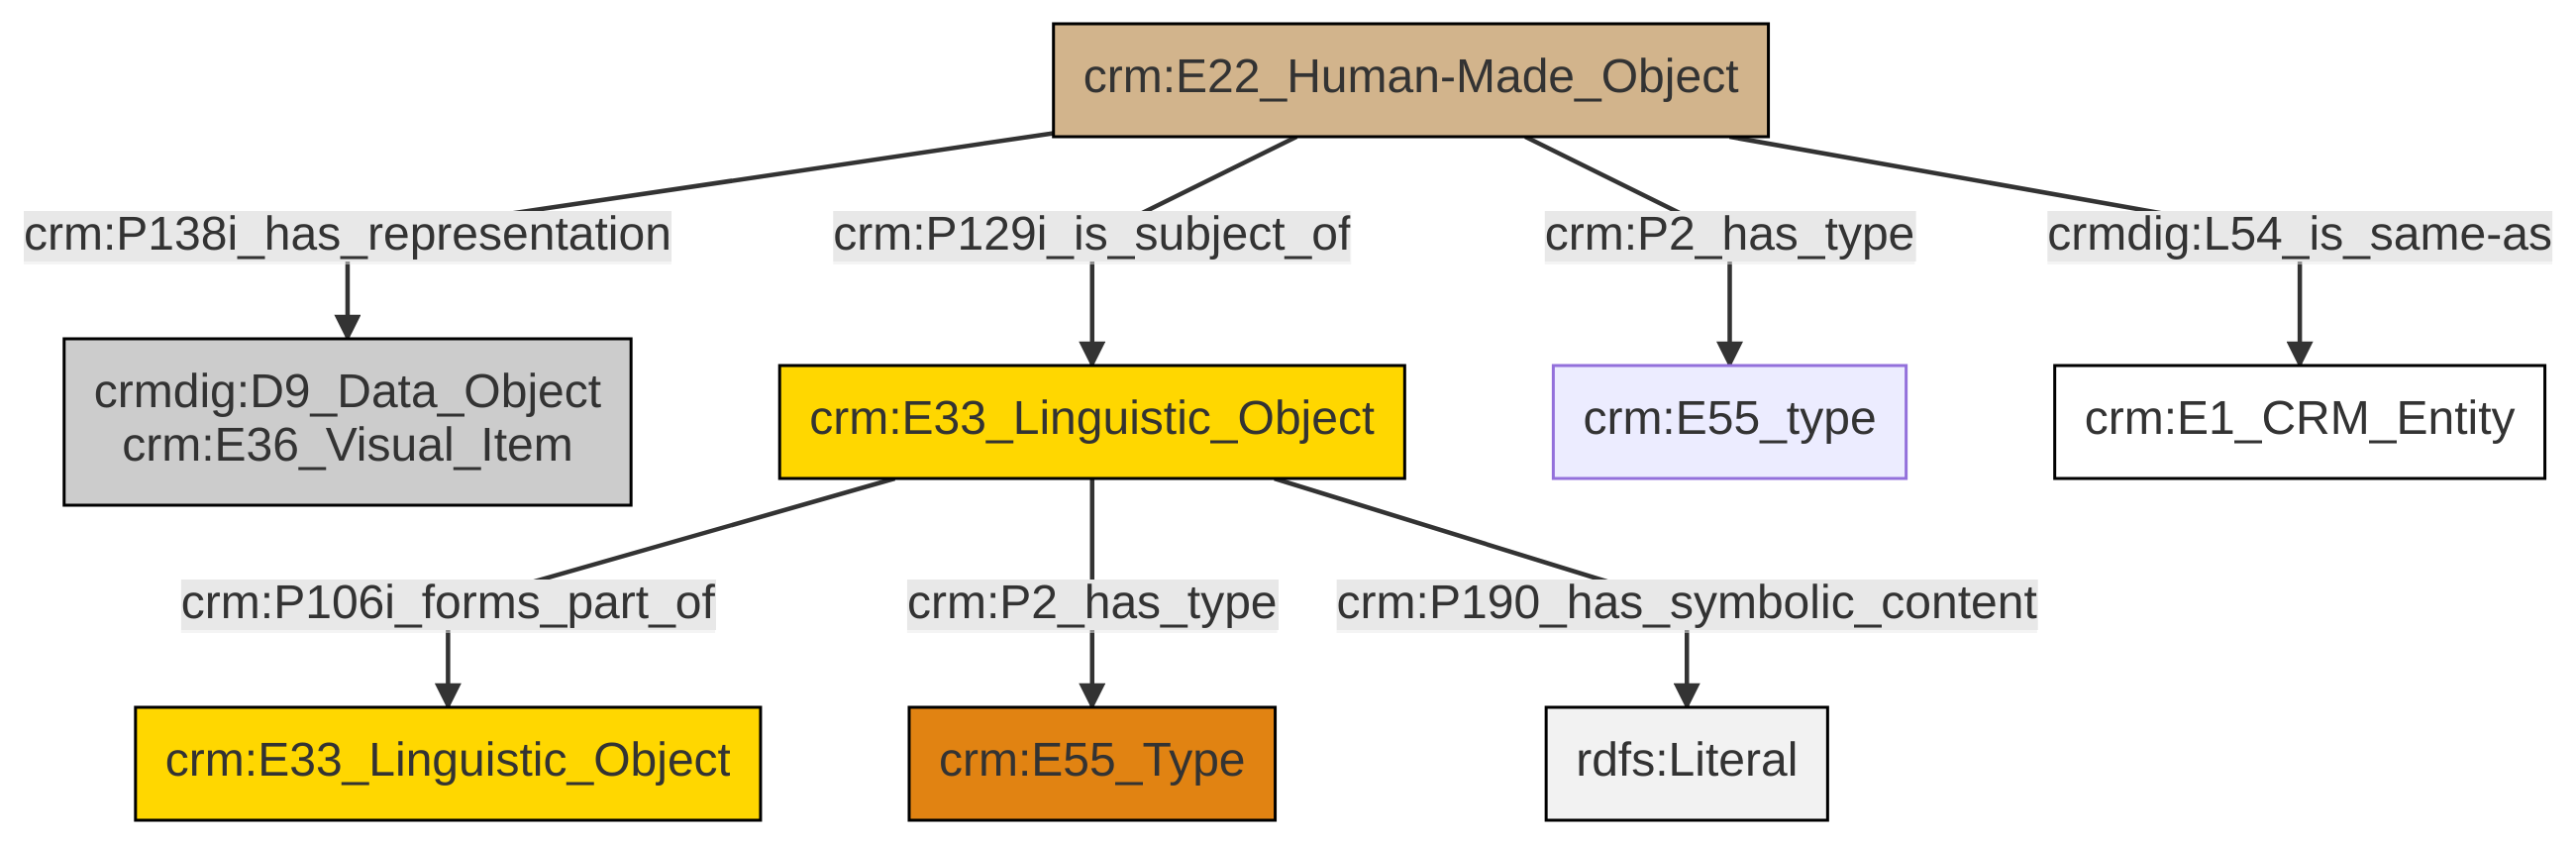 crm:E22_Human-Made_Object
crm:P138i_has_representation
crm:P129i_is_subject_of
crm:P2_has_type
crmdig:L54_is_same-as
crmdig:D9_Data_Object
crm:E36_Visual_Item
crm:E33_Linguistic_Object
crm:E55_type
crm:E1_CRM_Entity
crm:P106i_forms_part_of
crm:P2_has_type
crm:P190_has_symbolic_content
crm:E33_Linguistic_Object
crm:E55_Type
rdfs:Literal